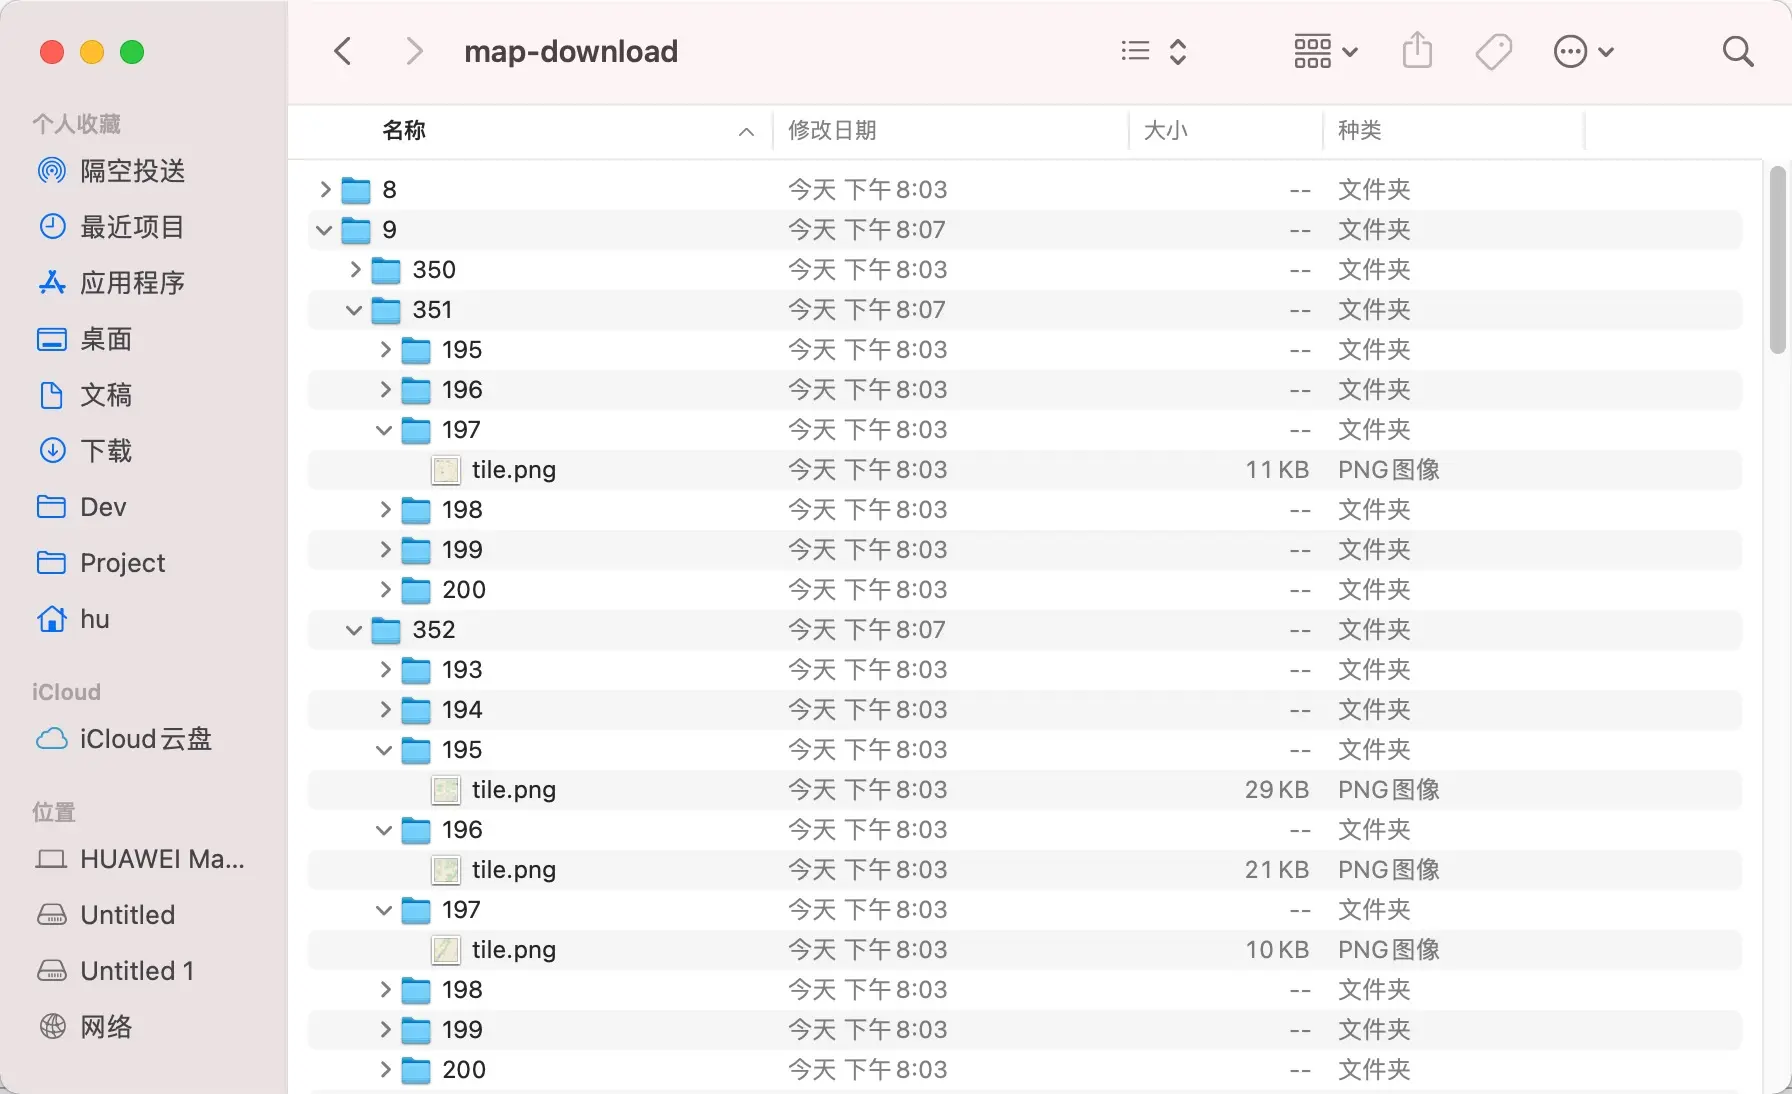 map-download
个人收藏
隔空投送
最近项目
应用程序
桌面
文稿
下载
Dev
Project
hu
iCloud
iCloud云盘
位置
HUAWEI Ma...
Untitled
Untitled 1
网络
名称 修改日期 大小 种类
8 今天 下午8:03 -- 文件夹
9 今天 下午8:07 -- 文件夹
350 今天 下午8:03 -- 文件夹
351 今天 下午8:07 -- 文件夹
195 今天 下午8:03 -- 文件夹
196 今天 下午8:03 -- 文件夹
197 今天 下午8:03 -- 文件夹
tile.png 今天 下午8:03 11 KB PNG图像
198 今天 下午8:03 -- 文件夹
199 今天 下午8:03 -- 文件夹
200 今天 下午8:03 -- 文件夹
352 今天 下午8:07 -- 文件夹
193 今天 下午8:03 -- 文件夹
194 今天 下午8:03 -- 文件夹
195 今天 下午8:03 -- 文件夹
tile.png 今天 下午8:03 29 KB PNG图像
196 今天 下午8:03 -- 文件夹
tile.png 今天 下午8:03 21 KB PNG图像
197 今天 下午8:03 -- 文件夹
tile.png 今天 下午8:03 10 KB PNG图像
198 今天 下午8:03 -- 文件夹
199 今天 下午8:03 -- 文件夹
200 今天 下午8:03 -- 文件夹